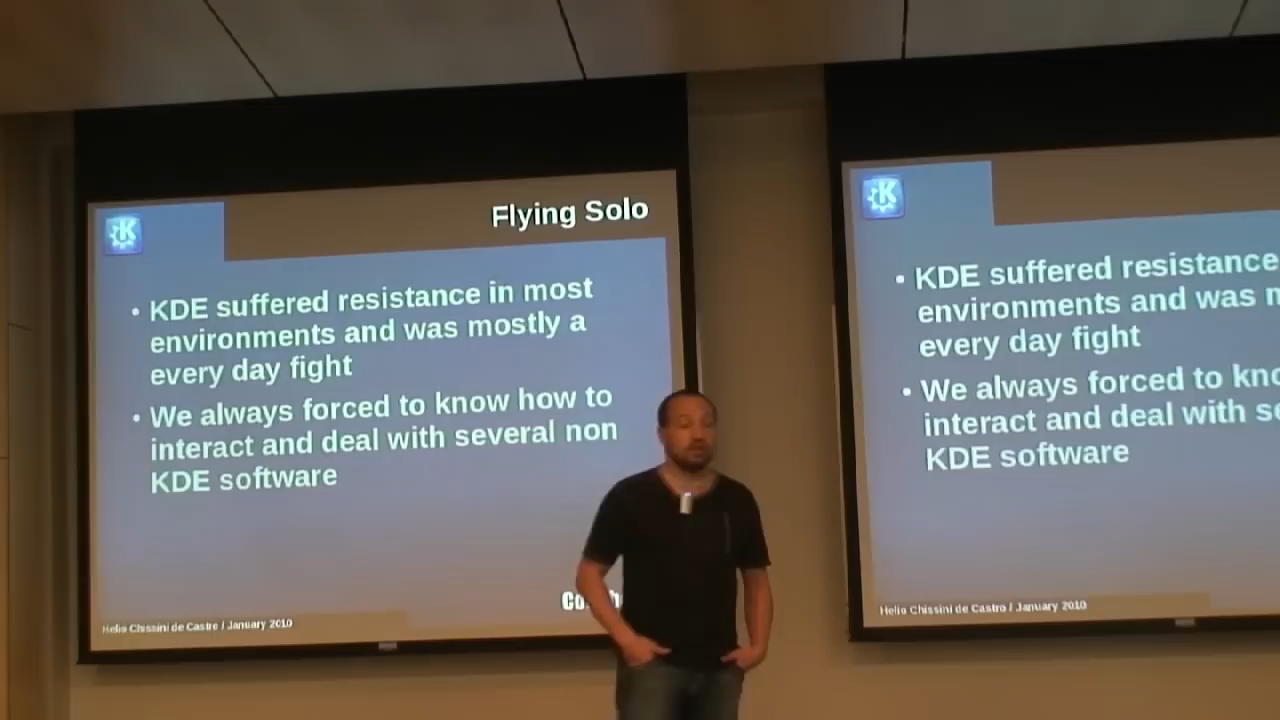 Flying Solo
• KDE suffered resistance in most
environments and was mostly a
every day fight
• We always forced to know how to
interact and deal with several non
KDE software
Helio Chissini de Castro / January 2010
• KDE suffered resistance
environments and was
every day fight
• We always forced to
interact and deal with
KDE software
Helio Chissini de Castro / January 2010